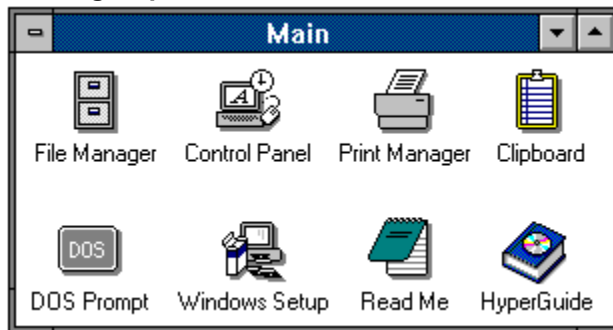 Main
File Manager Control Panel Print Manager Clipboard
DOS
DOS Prompt Windows Setup Read Me HyperGuide